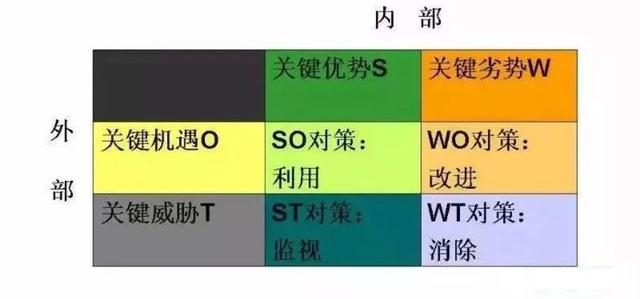 内 部
关键优势S
关键劣势W
外
部
关键机遇O
SO对策：
利用
WO对策：
改进
关键威胁T
ST对策：
监视
WT对策：
消除